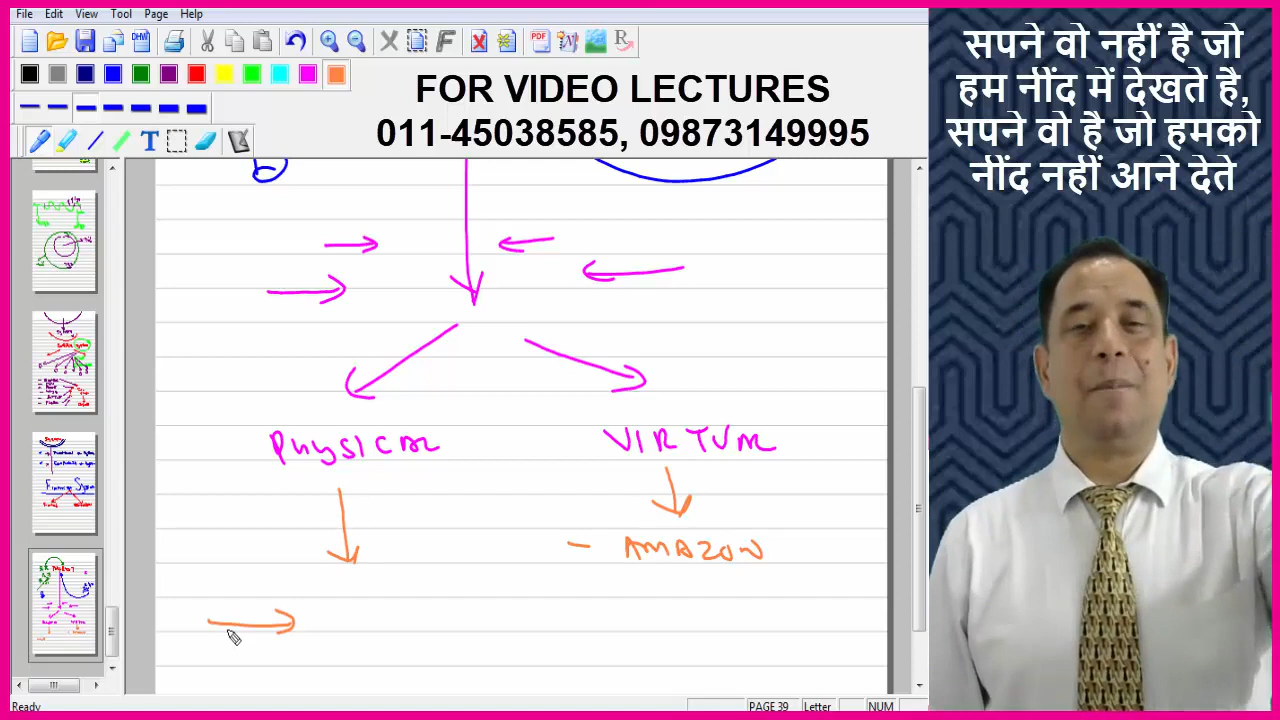 File Edit View Tool Page Help
FOR VIDEO LECTURES
011-45038585, 09873149995
PHYSICAL
VIRTUAL
- AMAZON
Ready
PAGE 39 Letter NUM
सपने वो नहीं है जो
हम नींद में देखते है,
सपने वो है जो हमको
नींद नहीं आने देते